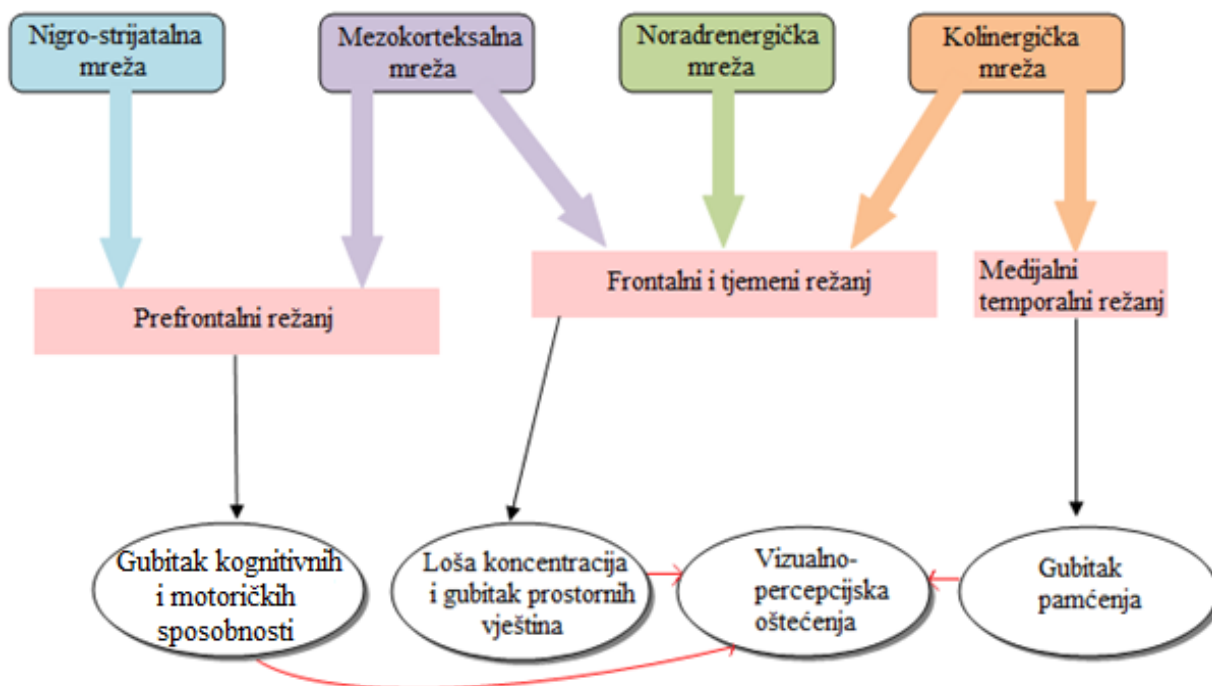 Nigro-strijatalna
mreža
Mezokorteksalna
mreža
Noradrenergička
mreža
Kolinergička
mreža
Prefrontalni režanj
Frontalni i tjemeni režanj
Medijalni
temporalni režanj
Gubitak kognitivnih
i motoričkih
sposobnosti
Loša koncentracija
i gubitak prostornih
vještina
Vizualno-
percepcijska
oštećenja
Gubitak
pamćenja